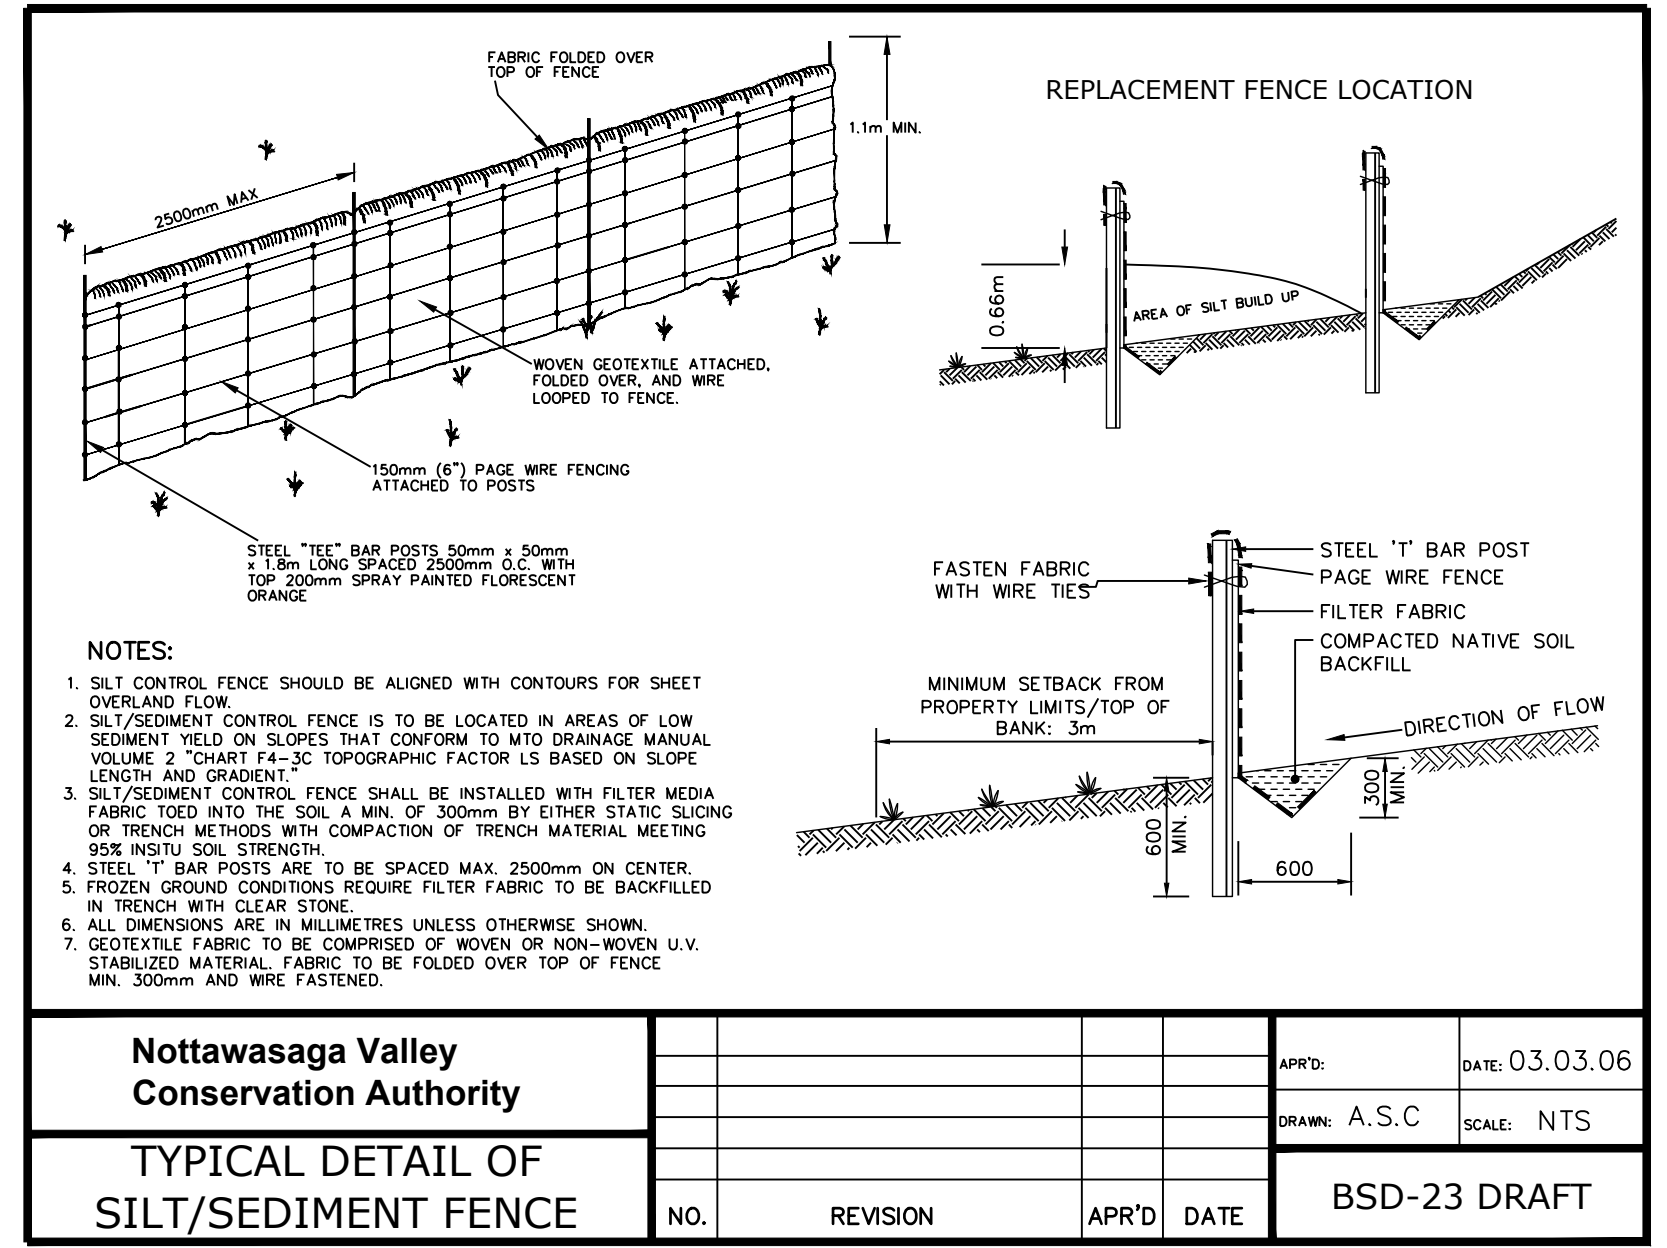 FABRIC FOLDED OVER
TOP OF FENCE
1.1m MIN.
2500mm MAX
WOVEN GEOTEXTILE ATTACHED,
FOLDED OVER, AND WIRE
LOOPED TO FENCE.
150mm (6") PAGE WIRE FENCING
ATTACHED TO POSTS
STEEL "TEE" BAR POSTS 50mm x 50mm
x 1.8m LONG SPACED 2500mm O.C. WITH
TOP 200mm SPRAY PAINTED FLORESCENT
ORANGE
REPLACEMENT FENCE LOCATION
0.66m
AREA OF SILT BUILD UP
FASTEN FABRIC
WITH WIRE TIES
STEEL 'T' BAR POST
PAGE WIRE FENCE
FILTER FABRIC
COMPACTED NATIVE SOIL
BACKFILL
MINIMUM SETBACK FROM
PROPERTY LIMITS/TOP OF
BANK: 3m
DIRECTION OF FLOW
300
MIN.
600
MIN.
600
NOTES:
1. SILT CONTROL FENCE SHOULD BE ALIGNED WITH CONTOURS FOR SHEET
OVERLAND FLOW.
2. SILT/SEDIMENT CONTROL FENCE IS TO BE LOCATED IN AREAS OF LOW
SEDIMENT YIELD ON SLOPES THAT CONFORM TO MTO DRAINAGE MANUAL
VOLUME 2 "CHART F4-3C TOPOGRAPHIC FACTOR LS BASED ON SLOPE
LENGTH AND GRADIENT."
3. SILT/SEDIMENT CONTROL FENCE SHALL BE INSTALLED WITH FILTER MEDIA
FABRIC TOED INTO THE SOIL A MIN. OF 300mm BY EITHER STATIC SLICING
OR TRENCH METHODS WITH COMPACTION OF TRENCH MATERIAL MEETING
95% INSITU SOIL STRENGTH.
4. STEEL 'T' BAR POSTS ARE TO BE SPACED MAX. 2500mm ON CENTER.
5. FROZEN GROUND CONDITIONS REQUIRE FILTER FABRIC TO BE BACKFILLED
IN TRENCH WITH CLEAR STONE.
6. ALL DIMENSIONS ARE IN MILLIMETRES UNLESS OTHERWISE SHOWN.
7. GEOTEXTILE FABRIC TO BE COMPRISED OF WOVEN OR NON-WOVEN U.V.
STABILIZED MATERIAL. FABRIC TO BE FOLDED OVER TOP OF FENCE
MIN. 300mm AND WIRE FASTENED.
Nottawasaga Valley
Conservation Authority
TYPICAL DETAIL OF
SILT/SEDIMENT FENCE
NO. REVISION APR'D DATE
APR'D: DATE: 03.03.06
DRAWN: A.S.C SCALE: NTS
BSD-23 DRAFT